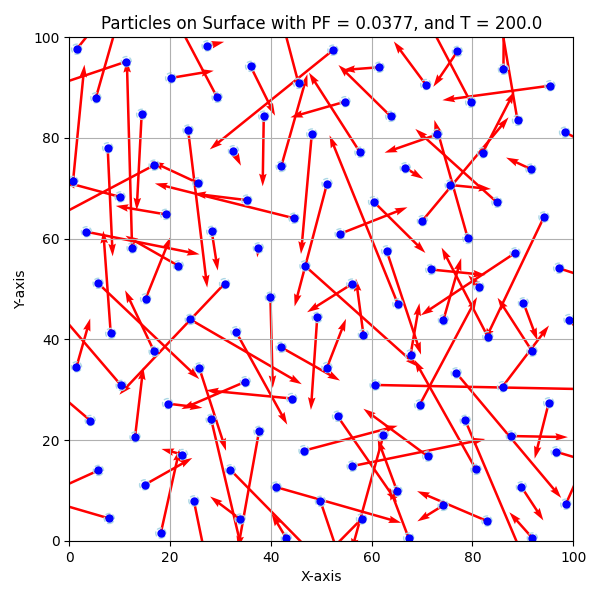 Particles on Surface with PF = 0.0377, and T = 200.0
100
80
60
40
20
0
Y-axis
0 20 40 60 80 100
X-axis